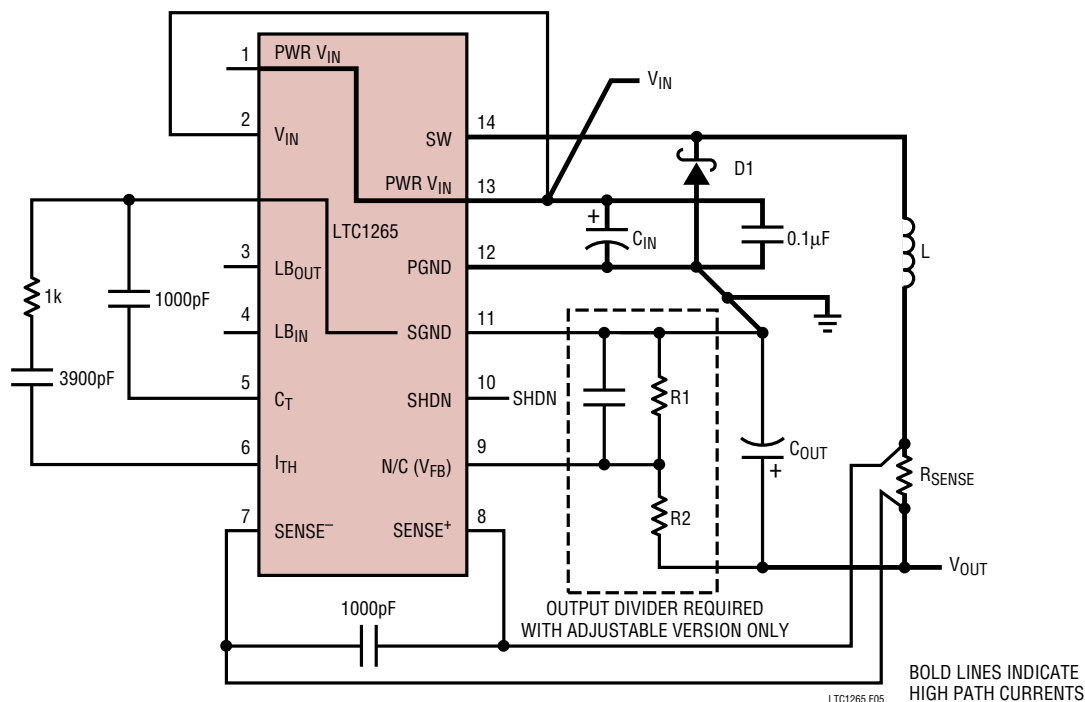 1
PWR VIN
2
VIN
LTC1265
3
LBOUT
4
LBIN
5
CT
6
ITH
7
SENSE–
14
SW
13
PWR VIN
12
PGND
11
SGND
10
SHDN
SHDN
9
N/C (VFB)
8
SENSE+
1k
1000pF
3900pF
1000pF
VIN
D1
+
CIN
0.1µF
L
R1
R2
COUT
+
RSENSE
VOUT
OUTPUT DIVIDER REQUIRED
WITH ADJUSTABLE VERSION ONLY
BOLD LINES INDICATE
HIGH PATH CURRENTS
LTC1265 F05